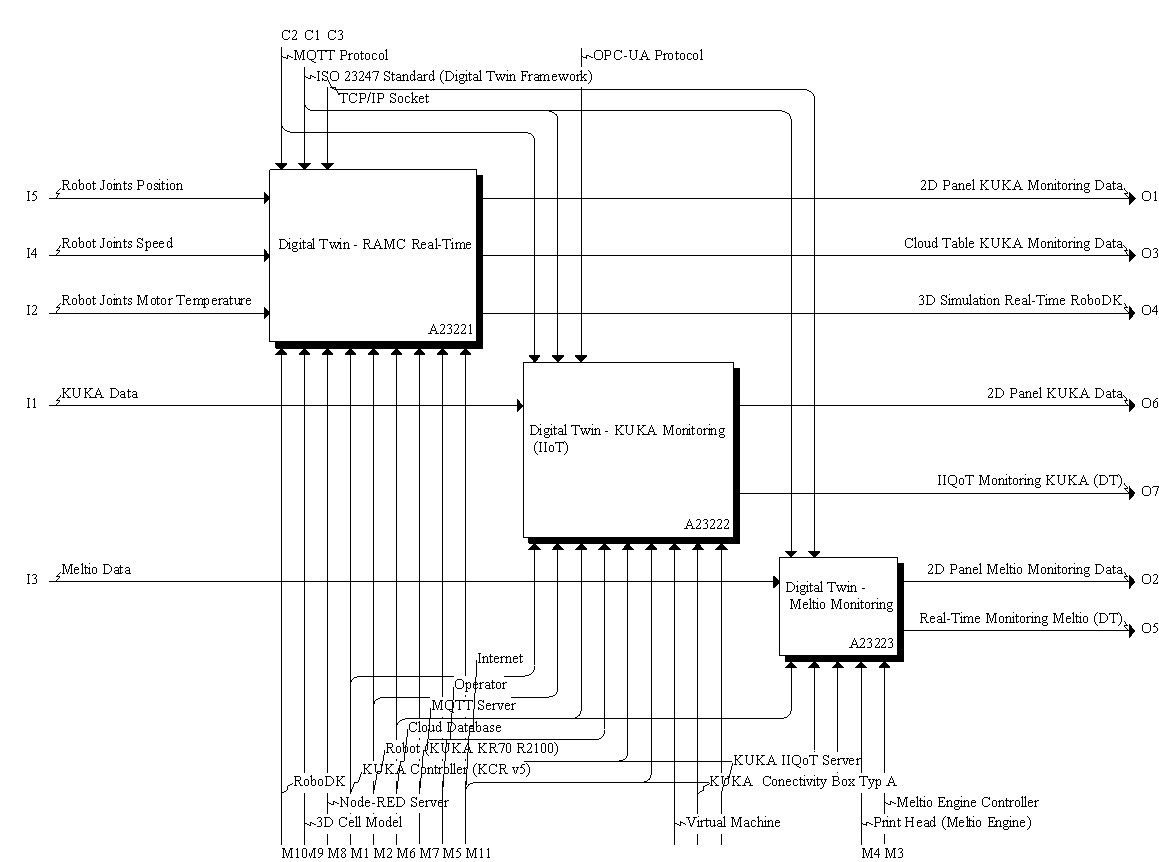 C2 C1 C3
MQTT Protocol
OPC-UA Protocol
ISO 23247 Standard (Digital Twin Framework)
TCP/IP Socket
I5
Robot Joints Position
2D Panel KUKA Monitoring Data
O1
I4
Robot Joints Speed
Digital Twin - RAMC Real-Time
Cloud Table KUKA Monitoring Data
O3
I2
Robot Joints Motor Temperature
3D Simulation Real-Time RoboDK
O4
A23221
I1
KUKA Data
2D Panel KUKA Data
O6
Digital Twin - KUKA Monitoring
(IIoT)
IIQoT Monitoring KUKA (DT)
O7
A23222
I3
Meltio Data
2D Panel Meltio Monitoring Data
O2
Digital Twin -
Meltio Monitoring
Real-Time Monitoring Meltio (DT)
O5
A23223
Internet
Operator
MQTT Server
Cloud Database
Robot (KUKA KR70 R2100)
KUKA IIQoT Server
KUKA Controller (KCR v5)
RoboDK
KUKA Conectivity Box Typ A
Node-RED Server
Meltio Engine Controller
3D Cell Model
Virtual Machine
Print Head (Meltio Engine)
M10 M9 M8 M1 M2 M6 M7 M5 M11
M4 M3